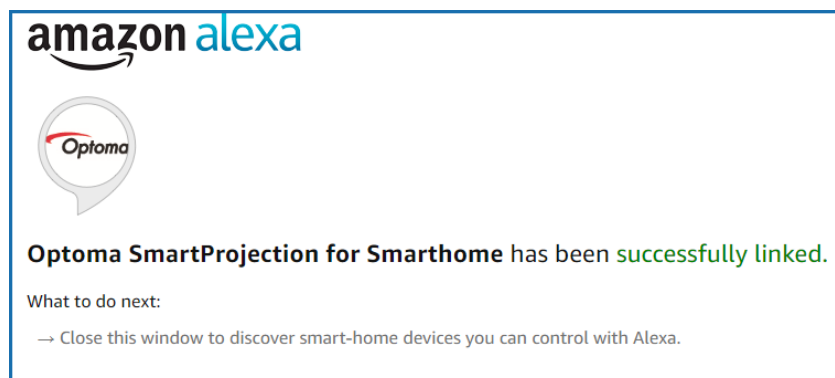 amazon alexa
Optoma
Optoma SmartProjection for Smarthome has been successfully linked.
What to do next:
→ Close this window to discover smart-home devices you can control with Alexa.